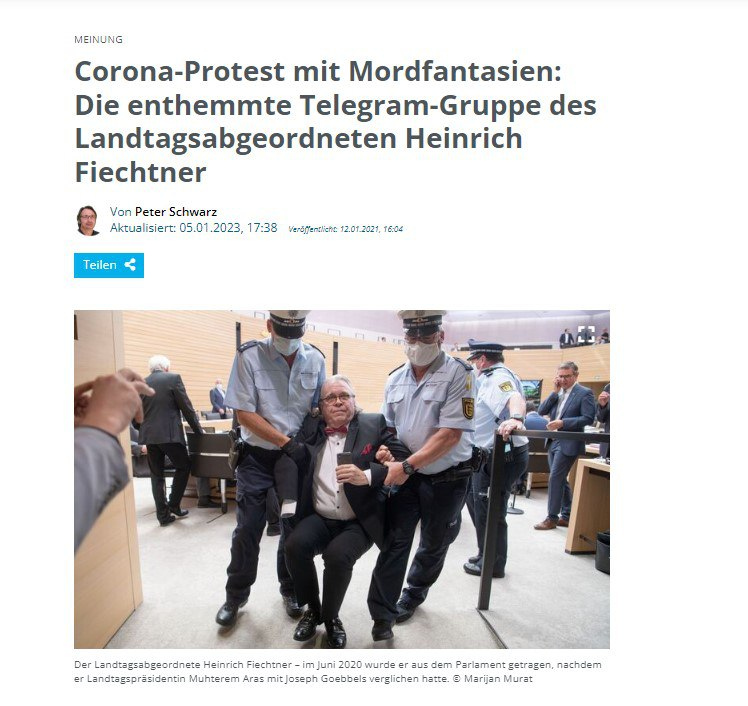 MEINUNG
Corona-Protest mit Mordfantasien:
Die enthemmte Telegram-Gruppe des
Landtagsabgeordneten Heinrich
Fiechtner
Von Peter Schwarz
Aktualisiert: 05.01.2023, 17:38 Veröffentlicht: 12.01.2021, 16:04
Teilen
Der Landtagsabgeordnete Heinrich Fiechtner – im Juni 2020 wurde er aus dem Parlament getragen, nachdem
er Landtagspräsidentin Muhterem Aras mit Joseph Goebbels verglichen hatte. © Marijan Murat